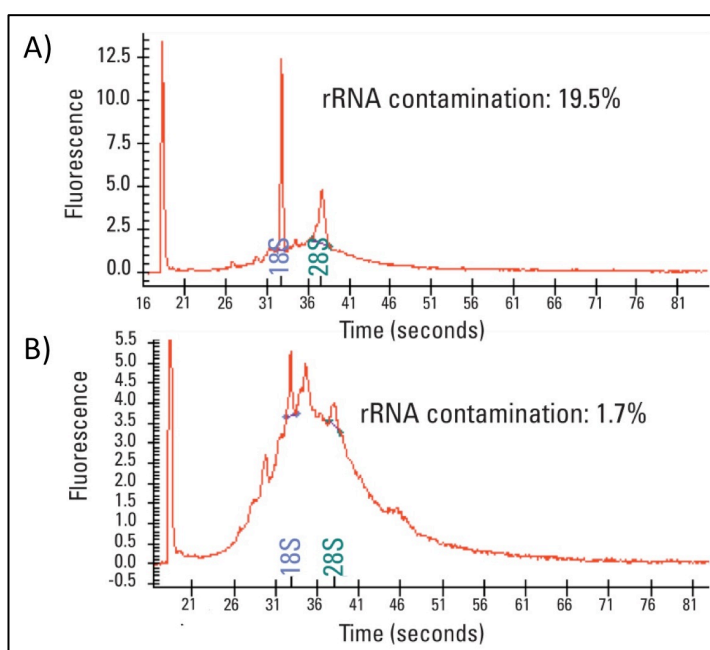 A)
12.5
10.0
7.5
5.0
2.5
0.0
Fluorescence
rRNA contamination: 19.5%
18S
28S
16 21 26 31 36 41 46 51 56 61 66 71 76 81
Time (seconds)
B)
5.5
5.0
4.5
4.0
3.5
3.0
2.5
2.0
1.5
1.0
0.5
0.0
-0.5
Fluorescence
rRNA contamination: 1.7%
18S
28S
21 26 31 36 41 46 51 56 61 66 71 76 81
Time (seconds)